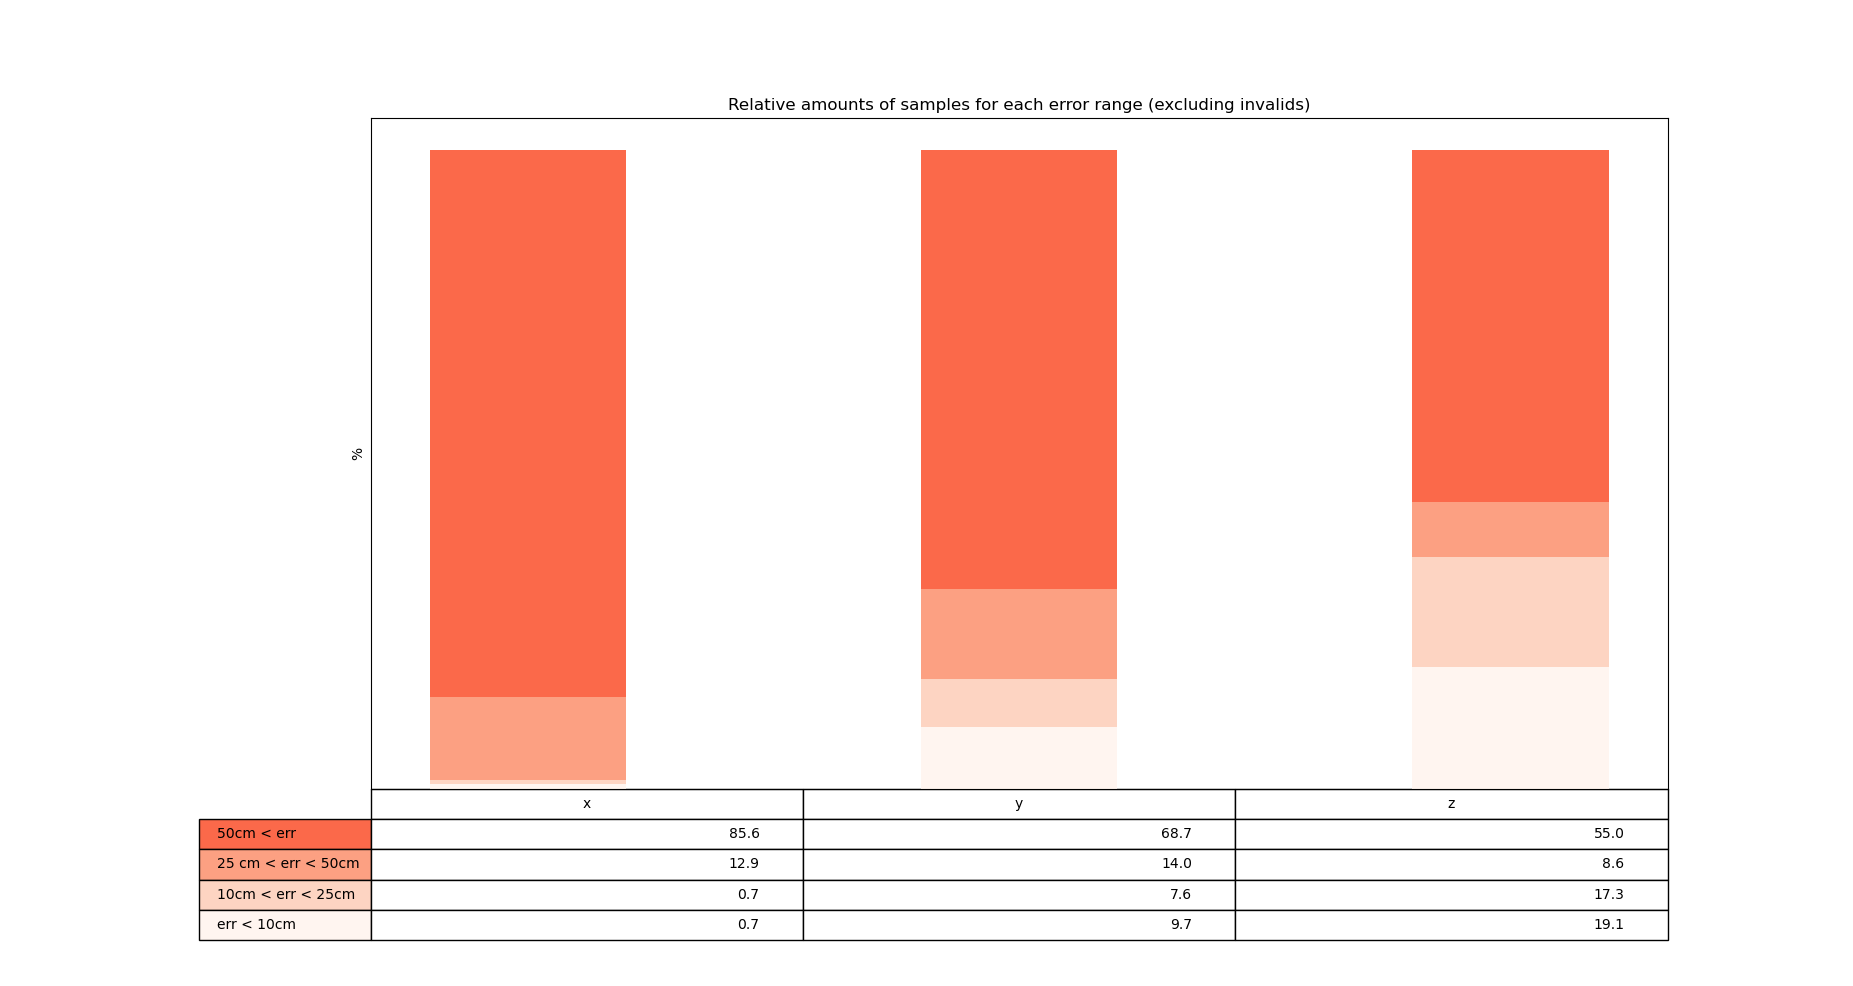 Relative amounts of samples for each error range (excluding invalids)
%
x y z
50cm < err 85.6 68.7 55.0
25 cm < err < 50cm 12.9 14.0 8.6
10cm < err < 25cm 0.7 7.6 17.3
err < 10cm 0.7 9.7 19.1